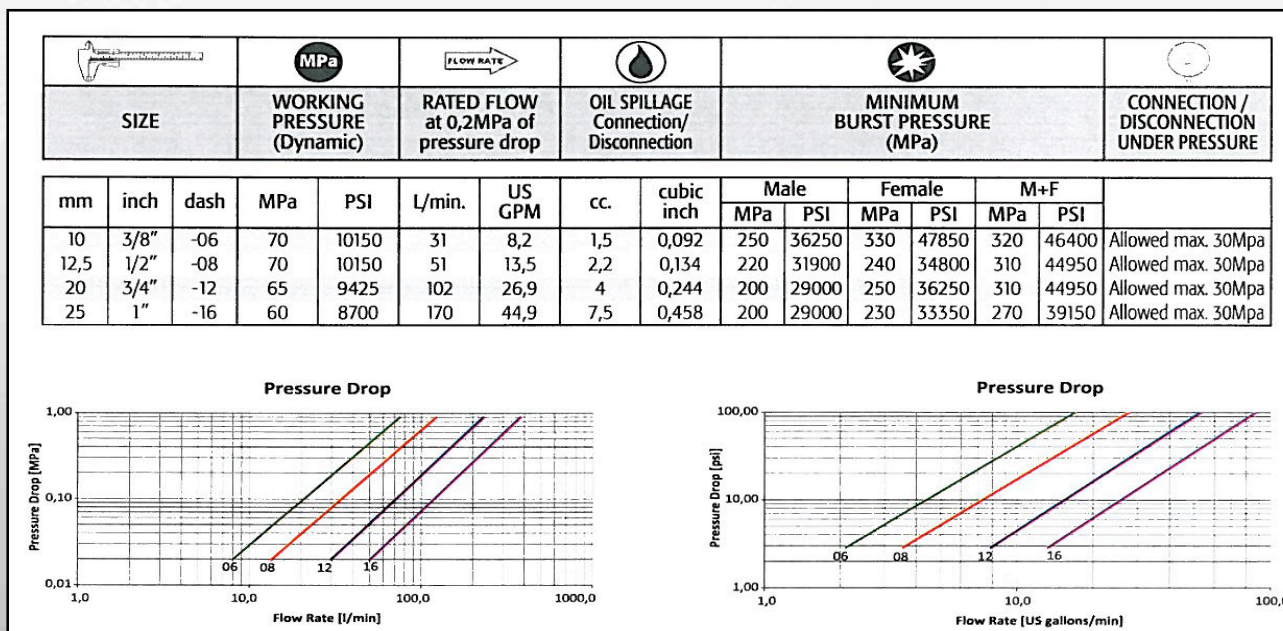 MPa
FLOW RATE
SIZE
WORKING PRESSURE (Dynamic)
RATED FLOW at 0,2MPa of pressure drop
OIL SPILLAGE Connection/ Disconnection
MINIMUM BURST PRESSURE (MPa)
CONNECTION / DISCONNECTION UNDER PRESSURE
mm inch dash MPa PSI L/min. US GPM cc. cubic inch Male Female M+F
MPa PSI MPa PSI MPa PSI
10 3/8" -06 70 10150 31 8,2 1,5 0,092 250 36250 330 47850 320 46400 Allowed max. 30Mpa
12,5 1/2" -08 70 10150 51 13,5 2,2 0,134 220 31900 240 34800 310 44950 Allowed max. 30Mpa
20 3/4" -12 65 9425 102 26,9 4 0,244 200 29000 250 36250 310 44950 Allowed max. 30Mpa
25 1" -16 60 8700 170 44,9 7,5 0,458 200 29000 230 33350 270 39150 Allowed max. 30Mpa
Pressure Drop
Pressure Drop [MPa]
1,00
0,10
0,01
06 08 12 16
1,0 10,0 100,0 1000,0
Flow Rate [l/min]
Pressure Drop
Pressure Drop [psi]
100,00
10,00
1,00
06 08 12 16
1,0 10,0 100,
Flow Rate [US gallons/min]